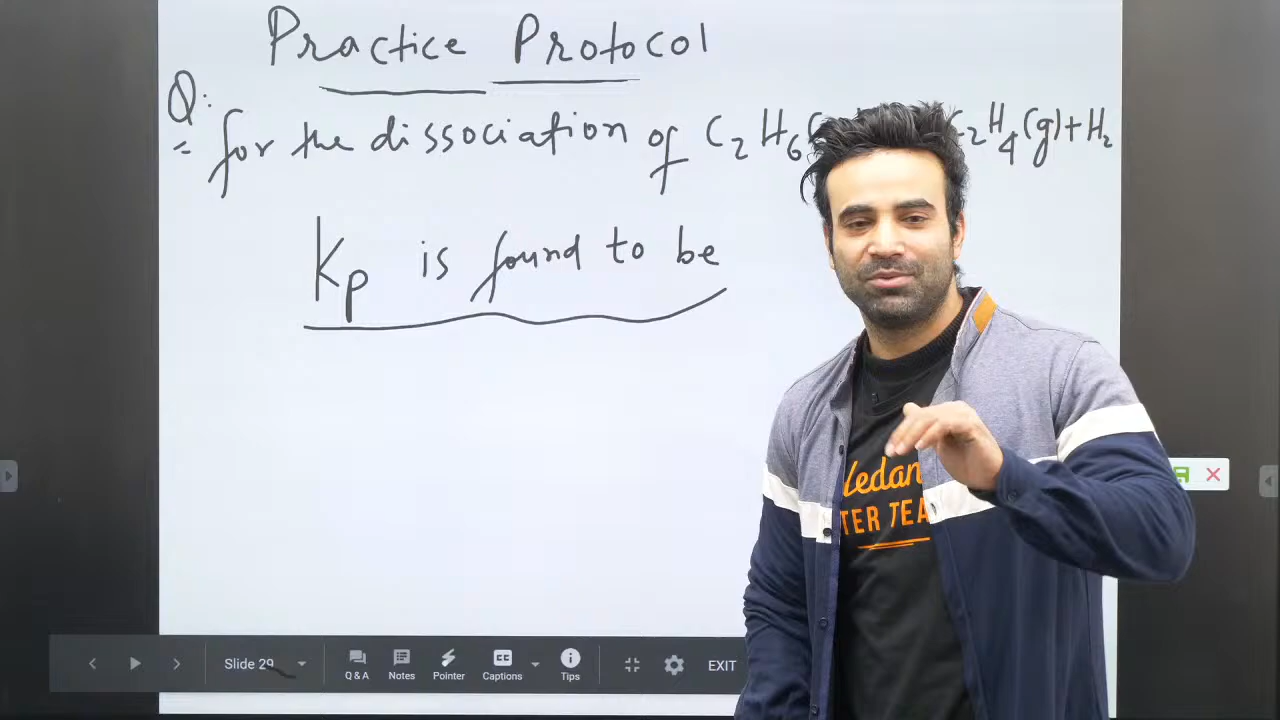 Practice Protocol
Q: for the dissociation of C2H6 C2H4(g)+H2
Kp is found to be
Vedan
TER TEA
Slide 29
Q & A
Notes
Pointer
CC
Captions
Tips
EXIT